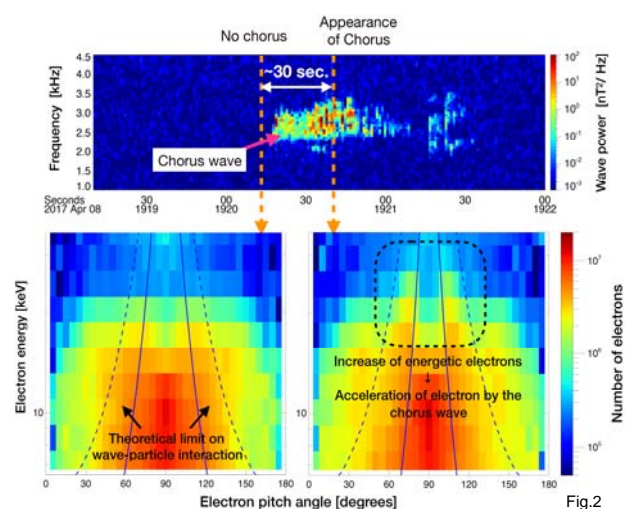 No chorus
Appearance
of Chorus
4.5
4.0
3.5
3.0
2.5
2.0
1.5
1.0
Frequency [kHz]
~30 sec.
Chorus wave
10²
10¹
10⁰
10⁻¹
10⁻²
10⁻³
Wave power [nT²/ Hz]
Seconds
2017 Apr 08
30
1919
00
1920
30
00
1921
30
00
1922
Electron energy [keV]
10
Theoretical limit on
wave-particle interaction
Increase of energetic electrons
↓
Acceleration of electron by the
chorus wave
10
10⁷
10⁶
10⁵
Number of electrons
0 30 60 90 120 150 180
0 30 60 90 120 150 180
Electron pitch angle [degrees]
Fig.2